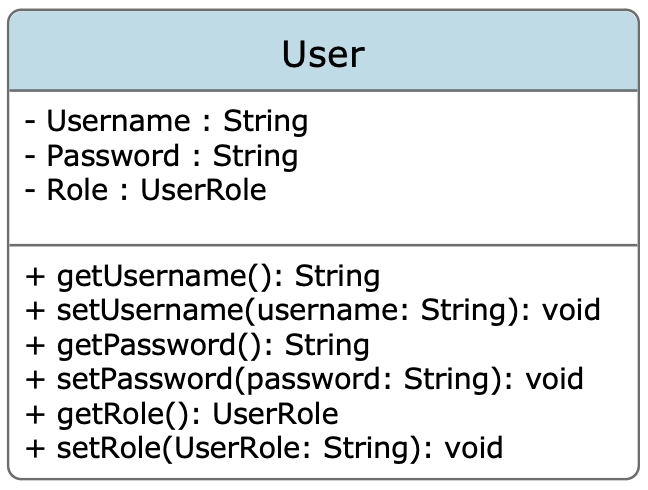 User
- Username : String
- Password : String
- Role : UserRole
+ getUsername(): String
+ setUsername(username: String): void
+ getPassword(): String
+ setPassword(password: String): void
+ getRole(): UserRole
+ setRole(UserRole: String): void